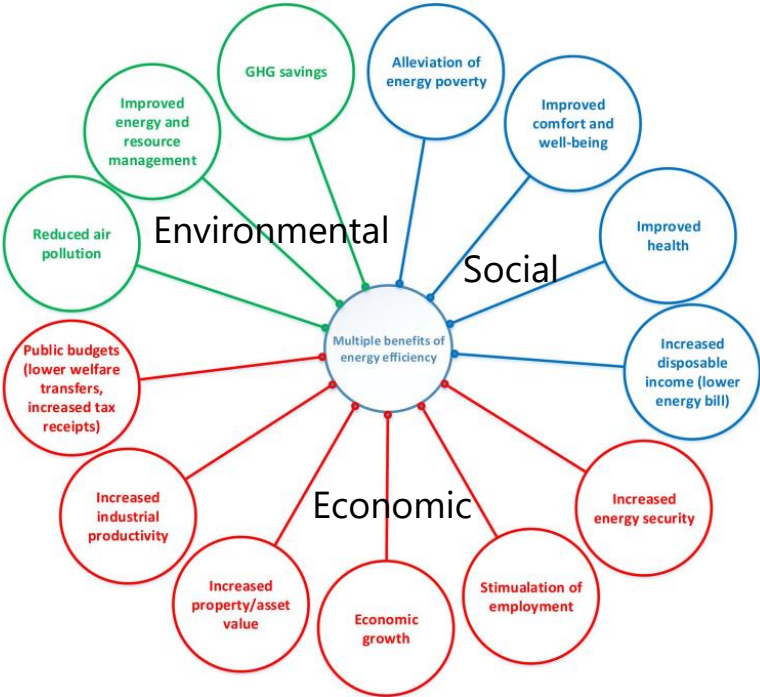 GHG savings
Alleviation of
energy poverty
Improved
energy and
resource
management
Improved
comfort and
well-being
Reduced air
pollution
Environmental
Improved
health
Social
Multiple benefits of
energy efficiency
Public budgets
(lower welfare
transfers,
increased tax
receipts)
Increased
disposable
income (lower
energy bill)
Increased
industrial
productivity
Economic
Increased
energy security
Increased
property/asset
value
Economic
growth
Stimualation of
employment